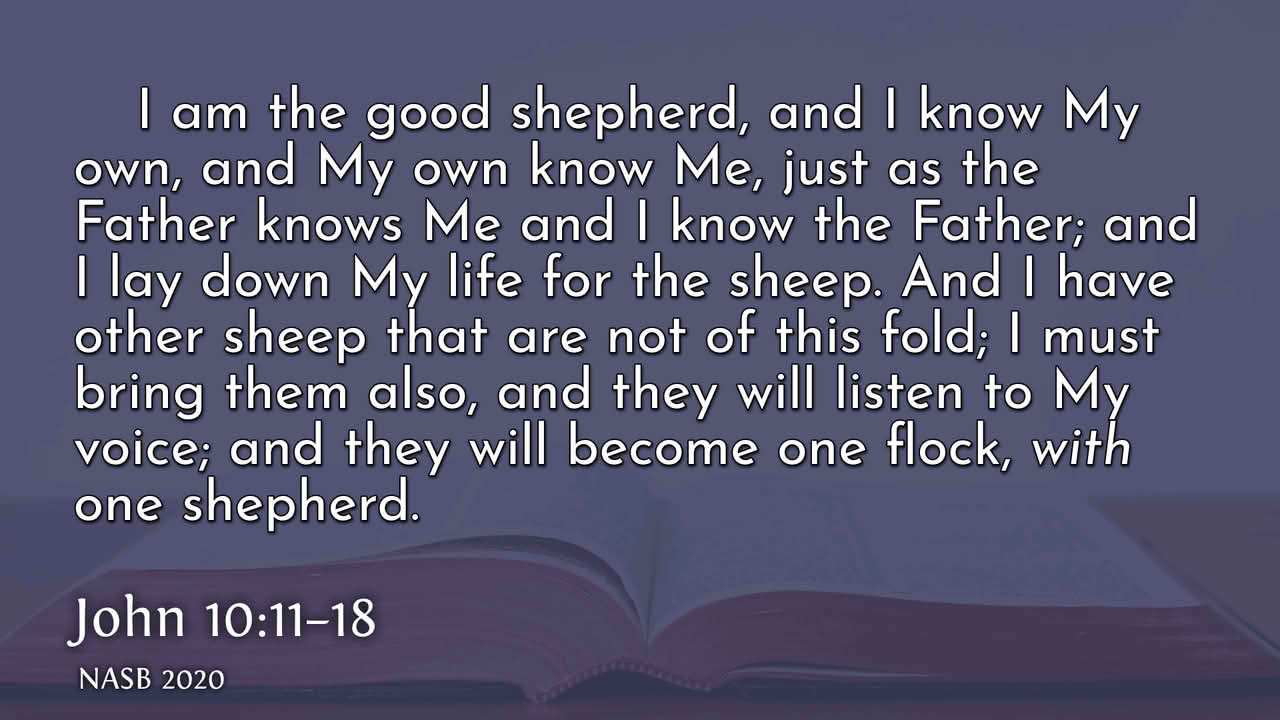 I am the good shepherd, and I know My
own, and My own know Me, just as the
Father knows Me and I know the Father; and
I lay down My life for the sheep. And I have
other sheep that are not of this fold; I must
bring them also, and they will listen to My
voice; and they will become one flock, with
one shepherd.
John 10:11–18
NASB 2020